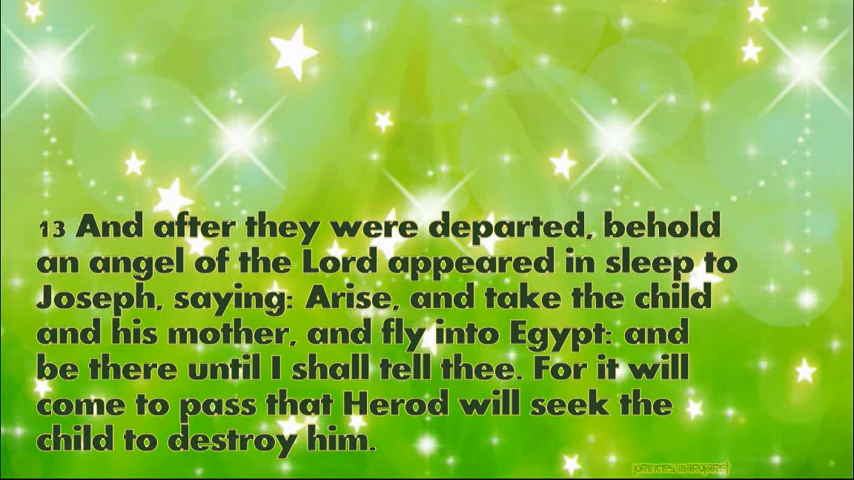 13 And after they were departed, behold
an angel of the Lord appeared in sleep to
Joseph, saying: Arise, and take the child
and his mother, and fly into Egypt: and
be there until I shall tell thee. For it will
come to pass that Herod will seek the
child to destroy him.